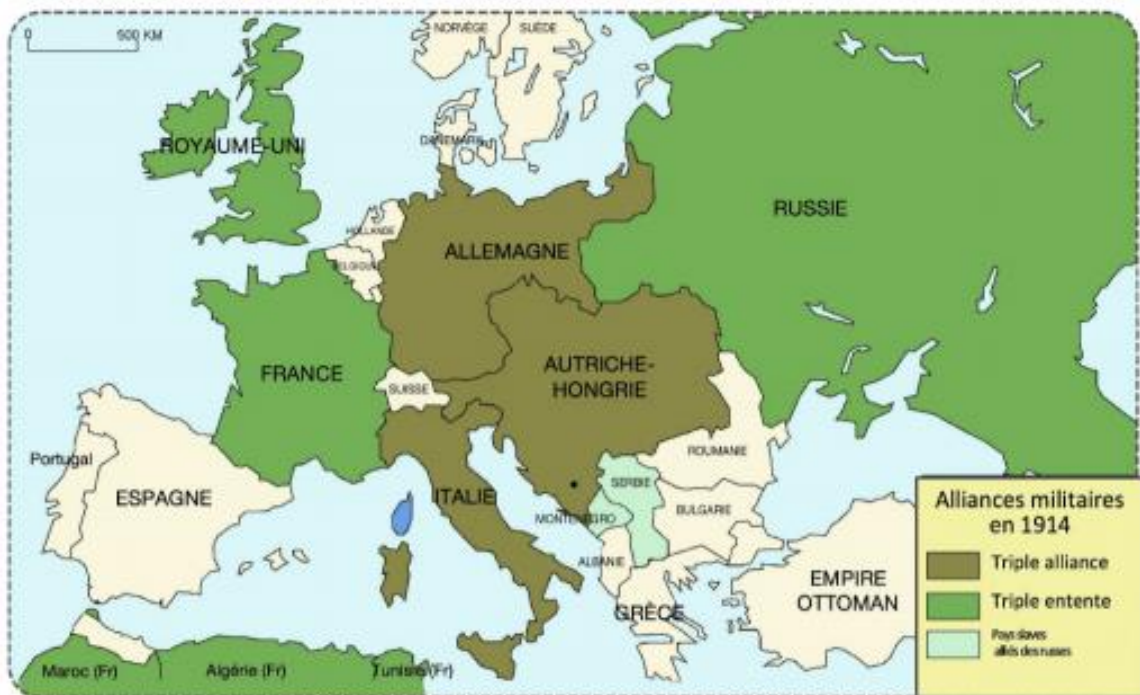 0 500 KM
NORVÈGE
SUÈDE
ROYAUME-UNI
DANEMARK
RUSSIE
HOLLANDE
ALLEMAGNE
BELGIQUE
AUTRICHE-
HONGRIE
FRANCE
SUISSE
ROUMANIE
Portugal
ESPAGNE
ITALIE
SERBIE
MONTENEGRO
BULGARIE
ALBANIE
GRÈCE
EMPIRE
OTTOMAN
Maroc (Fr)
Algérie (Fr)
Tunisie (Fr)
Alliances militaires
en 1914
Triple alliance
Triple entente
Pays slaves
alliés des russes